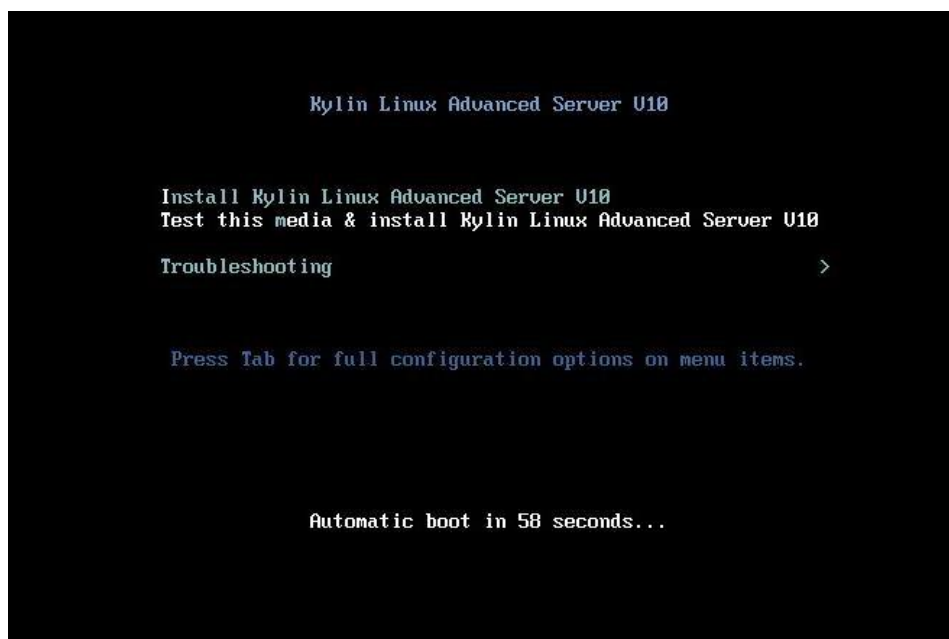 Kylin Linux Advanced Server V10
Install Kylin Linux Advanced Server V10
Test this media & install Kylin Linux Advanced Server V10
Troubleshooting >
Press Tab for full configuration options on menu items.
Automatic boot in 58 seconds...